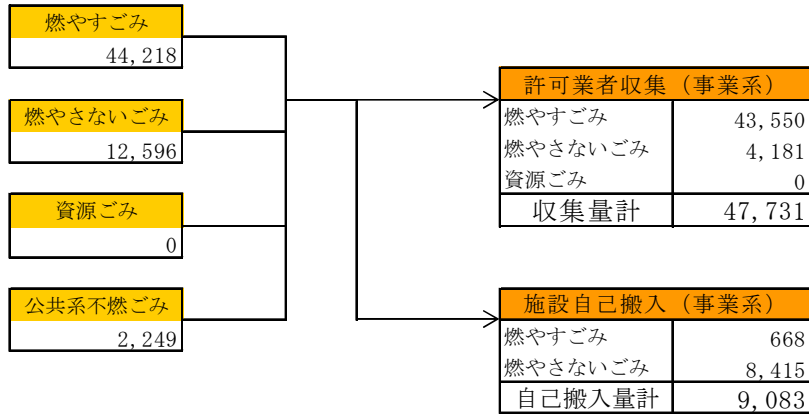 燃やすごみ
44,218
燃やさないごみ
12,596
資源ごみ
0
公共系不燃ごみ
2,249
許可業者収集（事業系）
燃やすごみ 43,550
燃やさないごみ 4,181
資源ごみ 0
収集量計 47,731
施設自己搬入（事業系）
燃やすごみ 668
燃やさないごみ 8,415
自己搬入量計 9,083